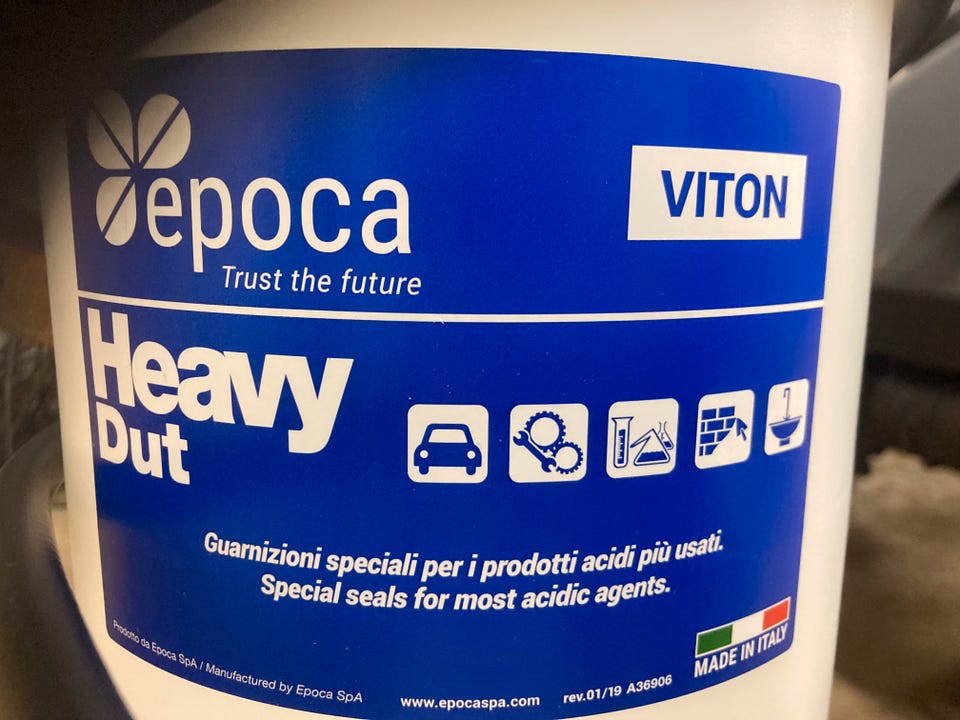 epoca
Trust the future
VITON
Heavy
Dut
Guarnizioni speciali per i prodotti acidi più usati.
Special seals for most acidic agents.
MADE IN ITALY
Prodotto da Epoca SpA / Manufactured by Epoca SpA
www.epocaspa.com
rev.01/19 A36906